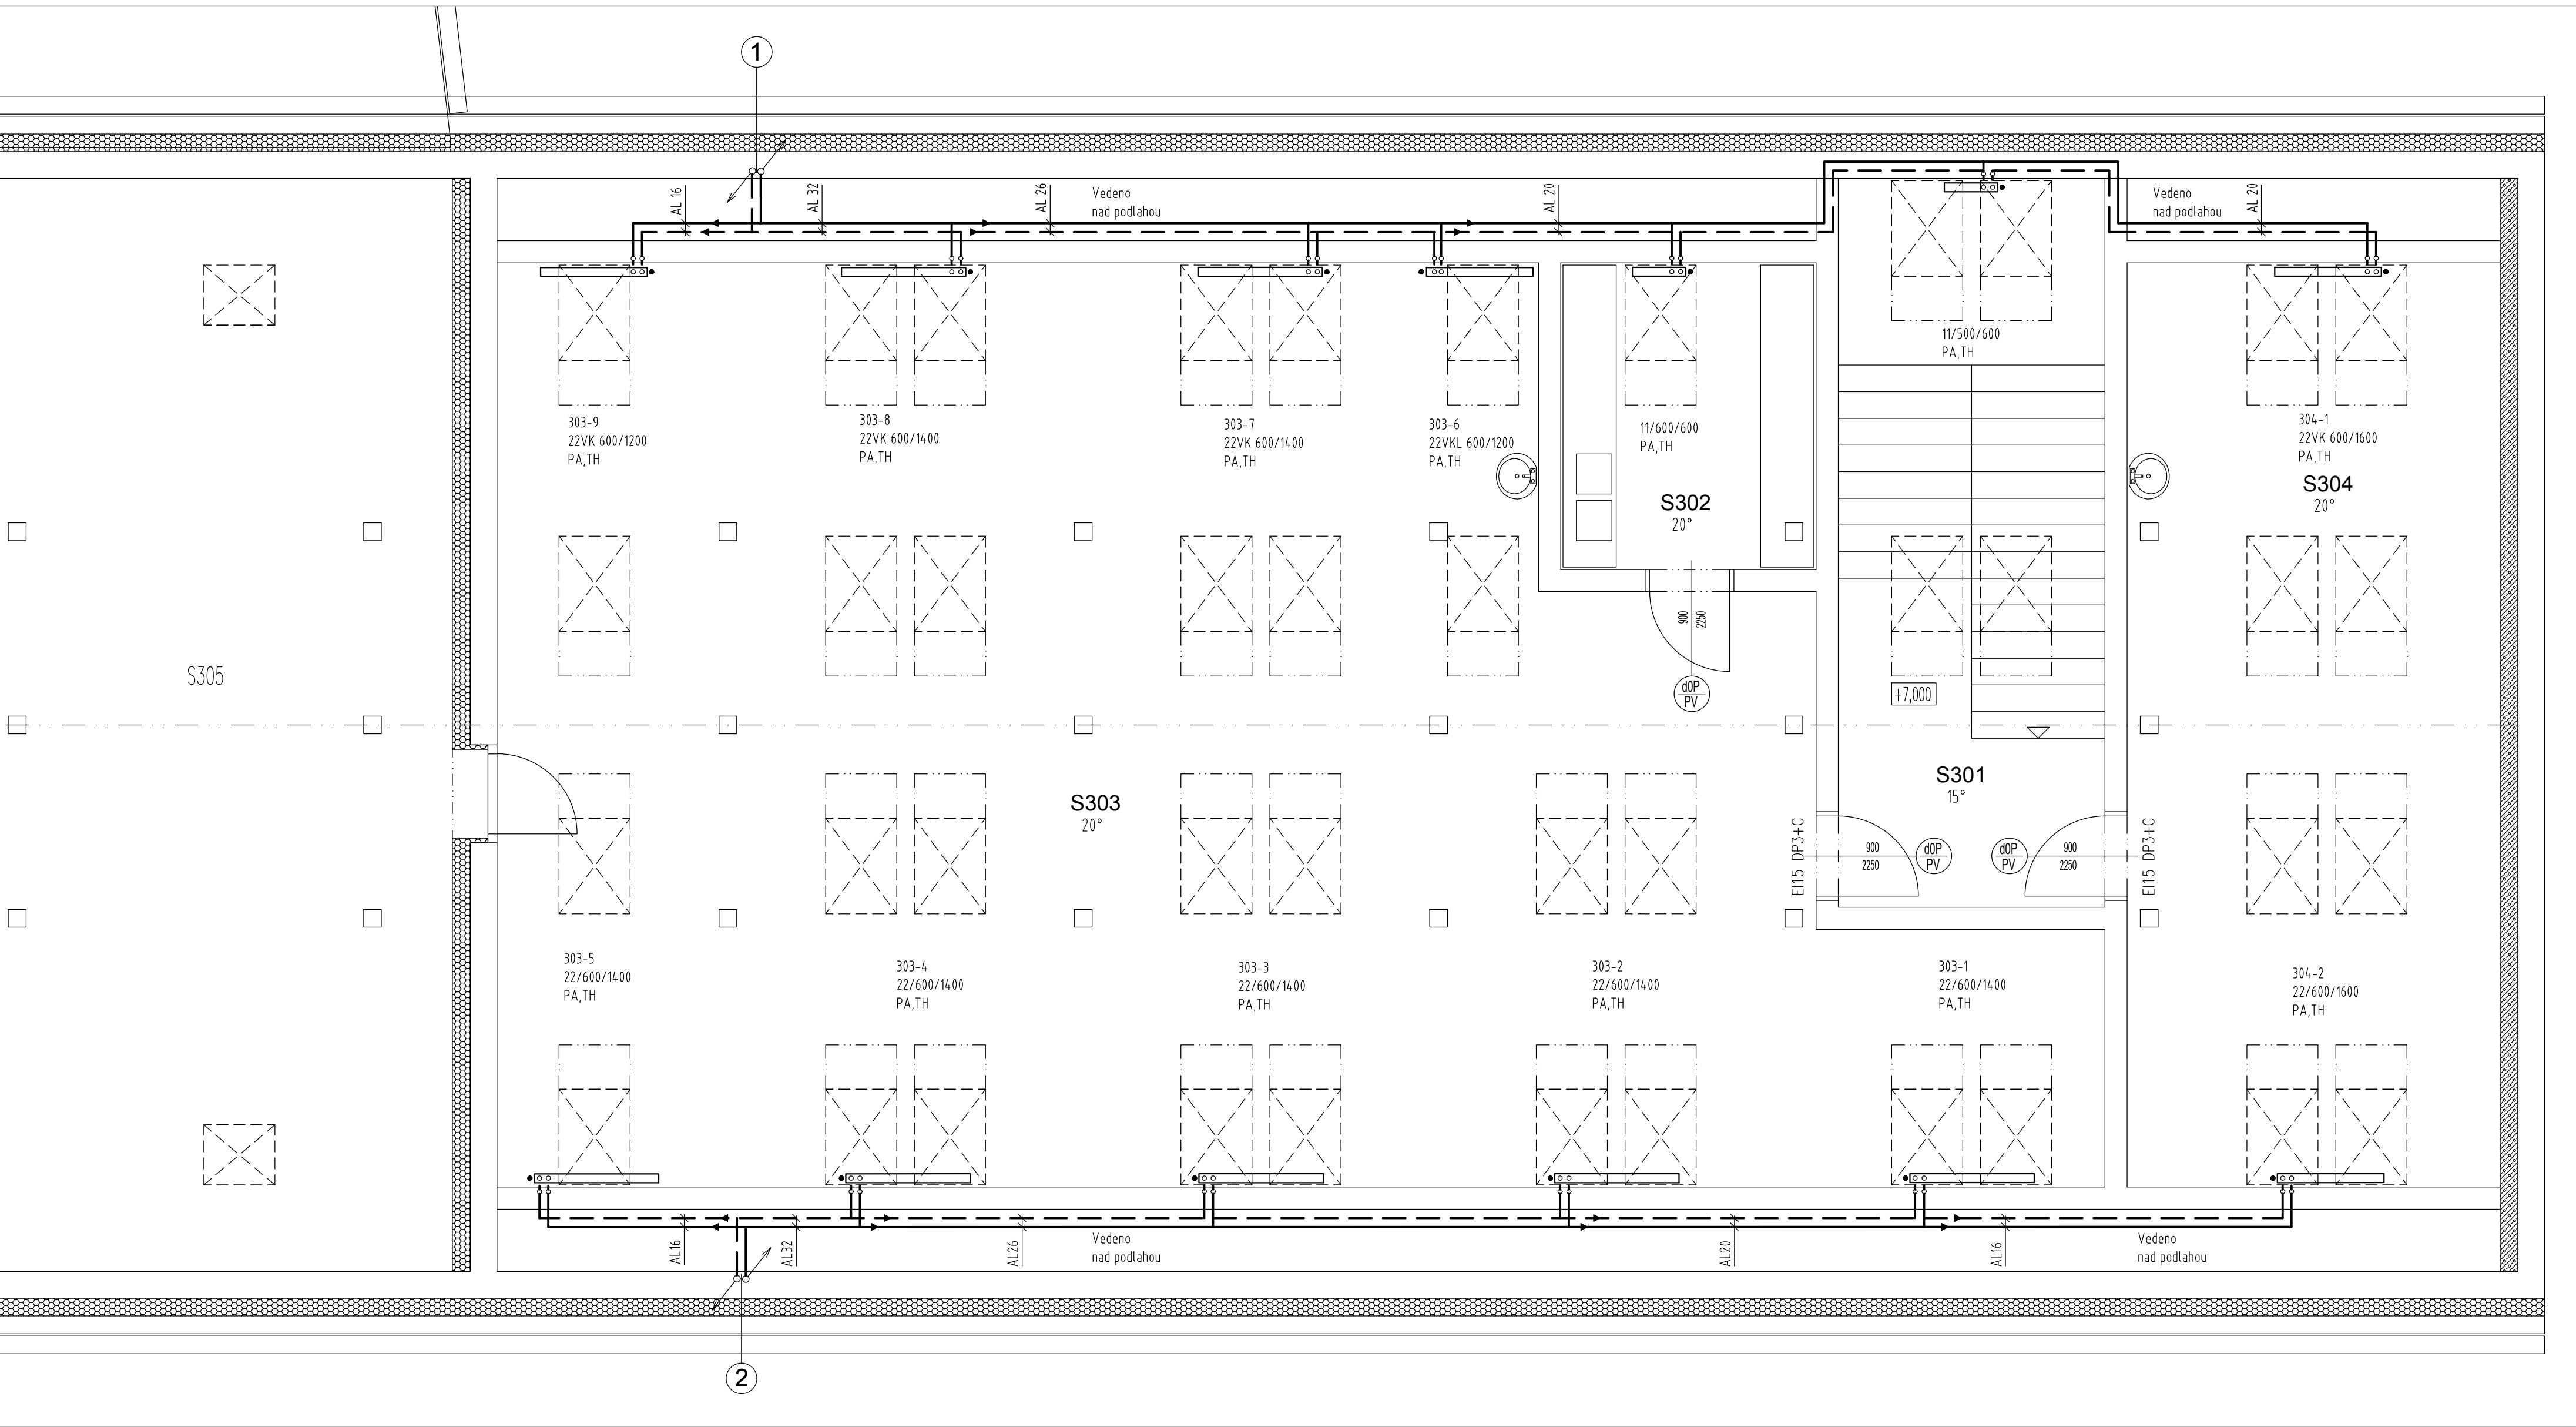 1
AL 16
AL 32
AL 26
Vedeno
nad podlahou
AL 20
Vedeno
nad podlahou
AL 20
11/500/600
PA,TH
303-9
22VK 600/1200
PA,TH
303-8
22VK 600/1400
PA,TH
303-7
22VK 600/1400
PA,TH
303-6
22VKL 600/1200
PA,TH
11/600/600
PA,TH
304-1
22VK 600/1600
PA,TH
S302
20°
S304
20°
900
2250
S305
d0P
PV
+7,000
S301
15°
S303
20°
EI15 DP3+C
900
2250
d0P
PV
d0P
PV
900
2250
EI15 DP3+C
303-5
22/600/1400
PA,TH
303-4
22/600/1400
PA,TH
303-3
22/600/1400
PA,TH
303-2
22/600/1400
PA,TH
303-1
22/600/1400
PA,TH
304-2
22/600/1600
PA,TH
AL16
AL32
AL26
Vedeno
nad podlahou
AL20
AL16
Vedeno
nad podlahou
2